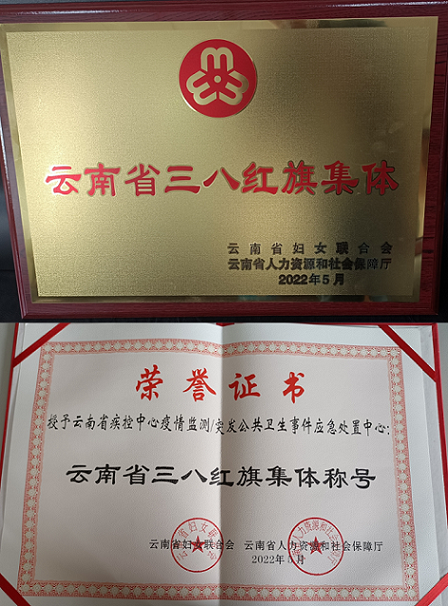 云南省三八红旗集体
云南省妇女联合会
云南省人力资源和社会保障厅
2022年5月
荣誉证书
授予云南省疾控中心疫情监测/突发公共卫生事件应急处置中心:
云南省三八红旗集体称号
云南省妇女联合会 云南省人力资源和社会保障厅
2022年5月